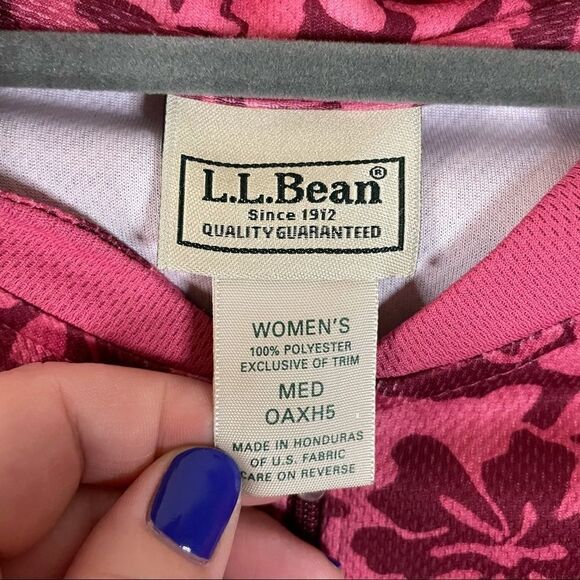 L.L.Bean®
Since 1912
QUALITY GUARANTEED
WOMEN'S
100% POLYESTER
EXCLUSIVE OF TRIM
MED
OAXH5
MADE IN HONDURAS
OF U.S. FABRIC
CARE ON REVERSE